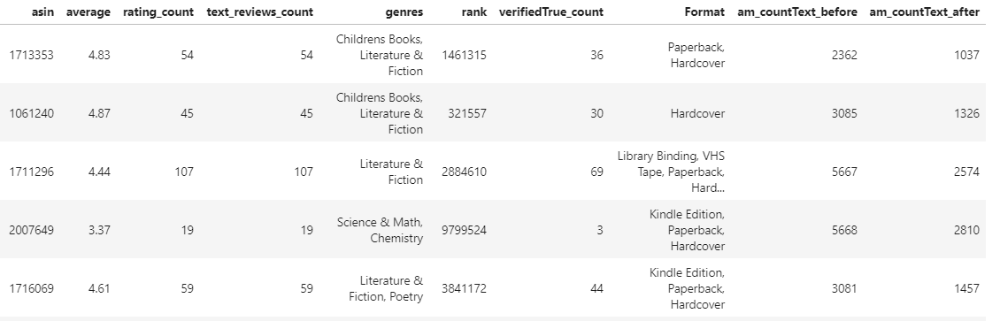 asin average rating_count text_reviews_count genres rank verifiedTrue_count Format am_countText_before am_countText_after
Childrens Books,
Literature &
Fiction
1713353 4.83 54 54 1461315 36
Paperback,
Hardcover
2362 1037
Childrens Books,
Literature &
Fiction
1061240 4.87 45 45 321557 30 Hardcover 3085 1326
1711296 4.44 107 107
Literature &
Fiction
2884610 69
Library Binding, VHS
Tape, Paperback,
Hard...
5667 2574
2007649 3.37 19 19
Science & Math,
Chemistry
9799524 3
Kindle Edition,
Paperback,
Hardcover
5668 2810
1716069 4.61 59 59
Literature &
Fiction, Poetry
3841172 44
Kindle Edition,
Paperback,
Hardcover
3081 1457